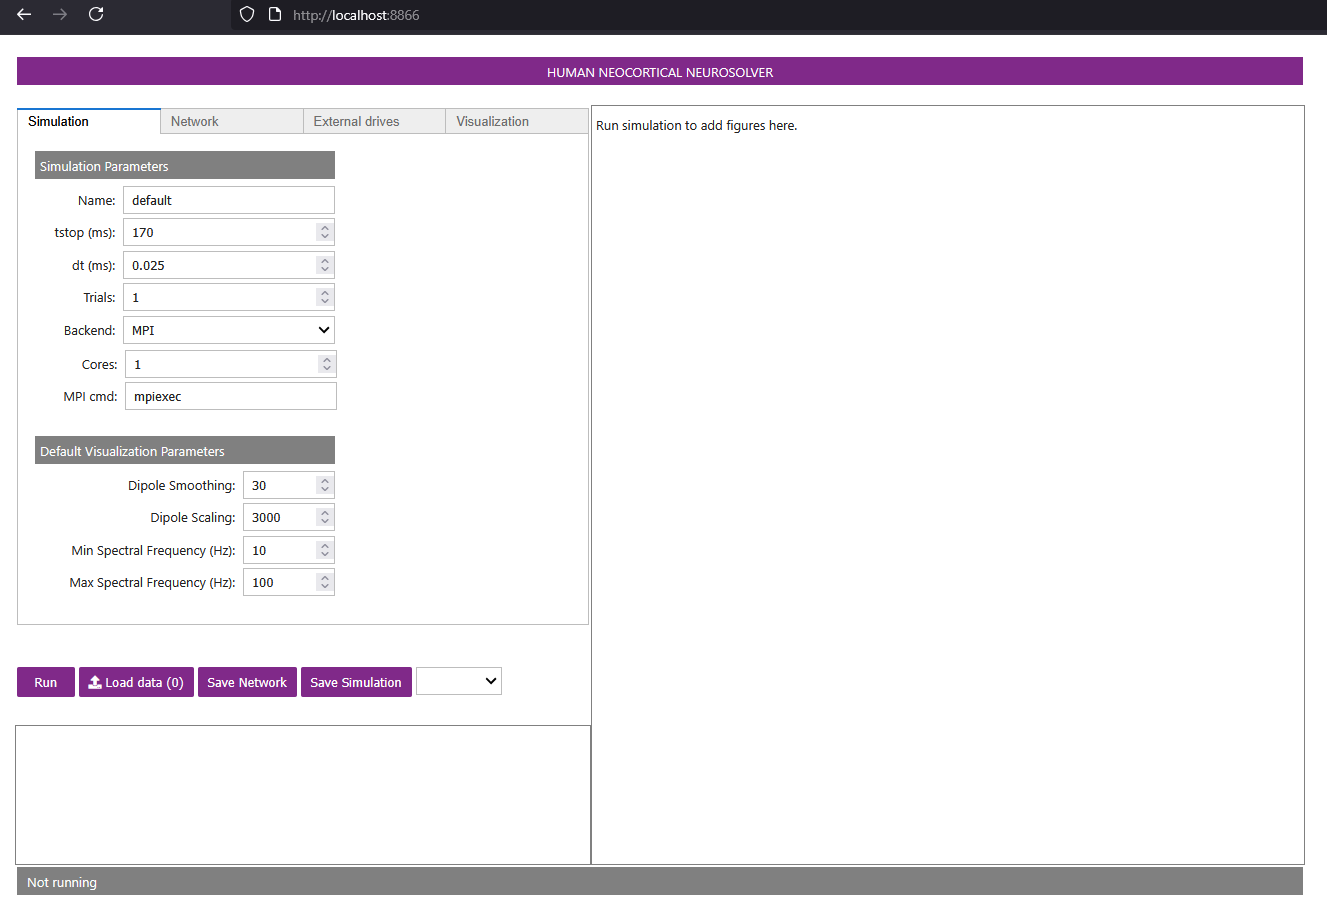 http://localhost:8866
HUMAN NEOCORTICAL NEUROSOLVER
Simulation
Network
External drives
Visualization
Simulation Parameters
Name: default
tstop (ms): 170
dt (ms): 0.025
Trials: 1
Backend: MPI
Cores: 1
MPI cmd: mpiexec
Default Visualization Parameters
Dipole Smoothing: 30
Dipole Scaling: 3000
Min Spectral Frequency (Hz): 10
Max Spectral Frequency (Hz): 100
Run
Load data (0)
Save Network
Save Simulation
Run simulation to add figures here.
Not running